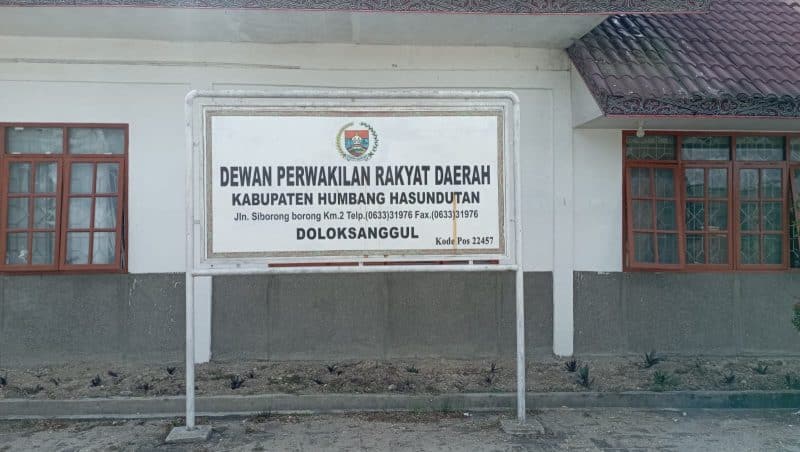 DEWAN PERWAKILAN RAKYAT DAERAH
KABUPATEN HUMBANG HASUNDUTAN
Jln. Siborong borong Km.2 Telp.(0633)31976 Fax.(0633)31976
DOLOKSANGGUL
Kode Pos 22457